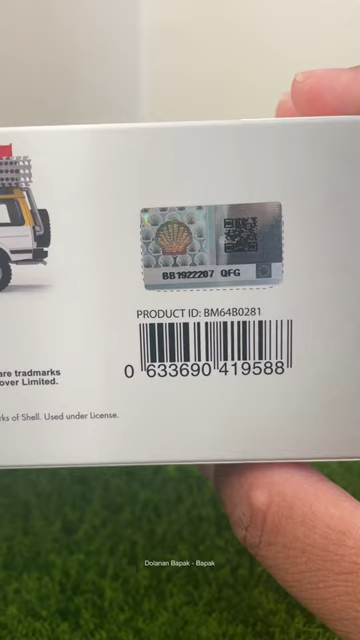 BB1922207 QFG
PRODUCT ID: BM64B0281
0 633690 419588
are tradmarks
over Limited.
rks of Shell. Used under License.
Dolanan Bapak - Bapak